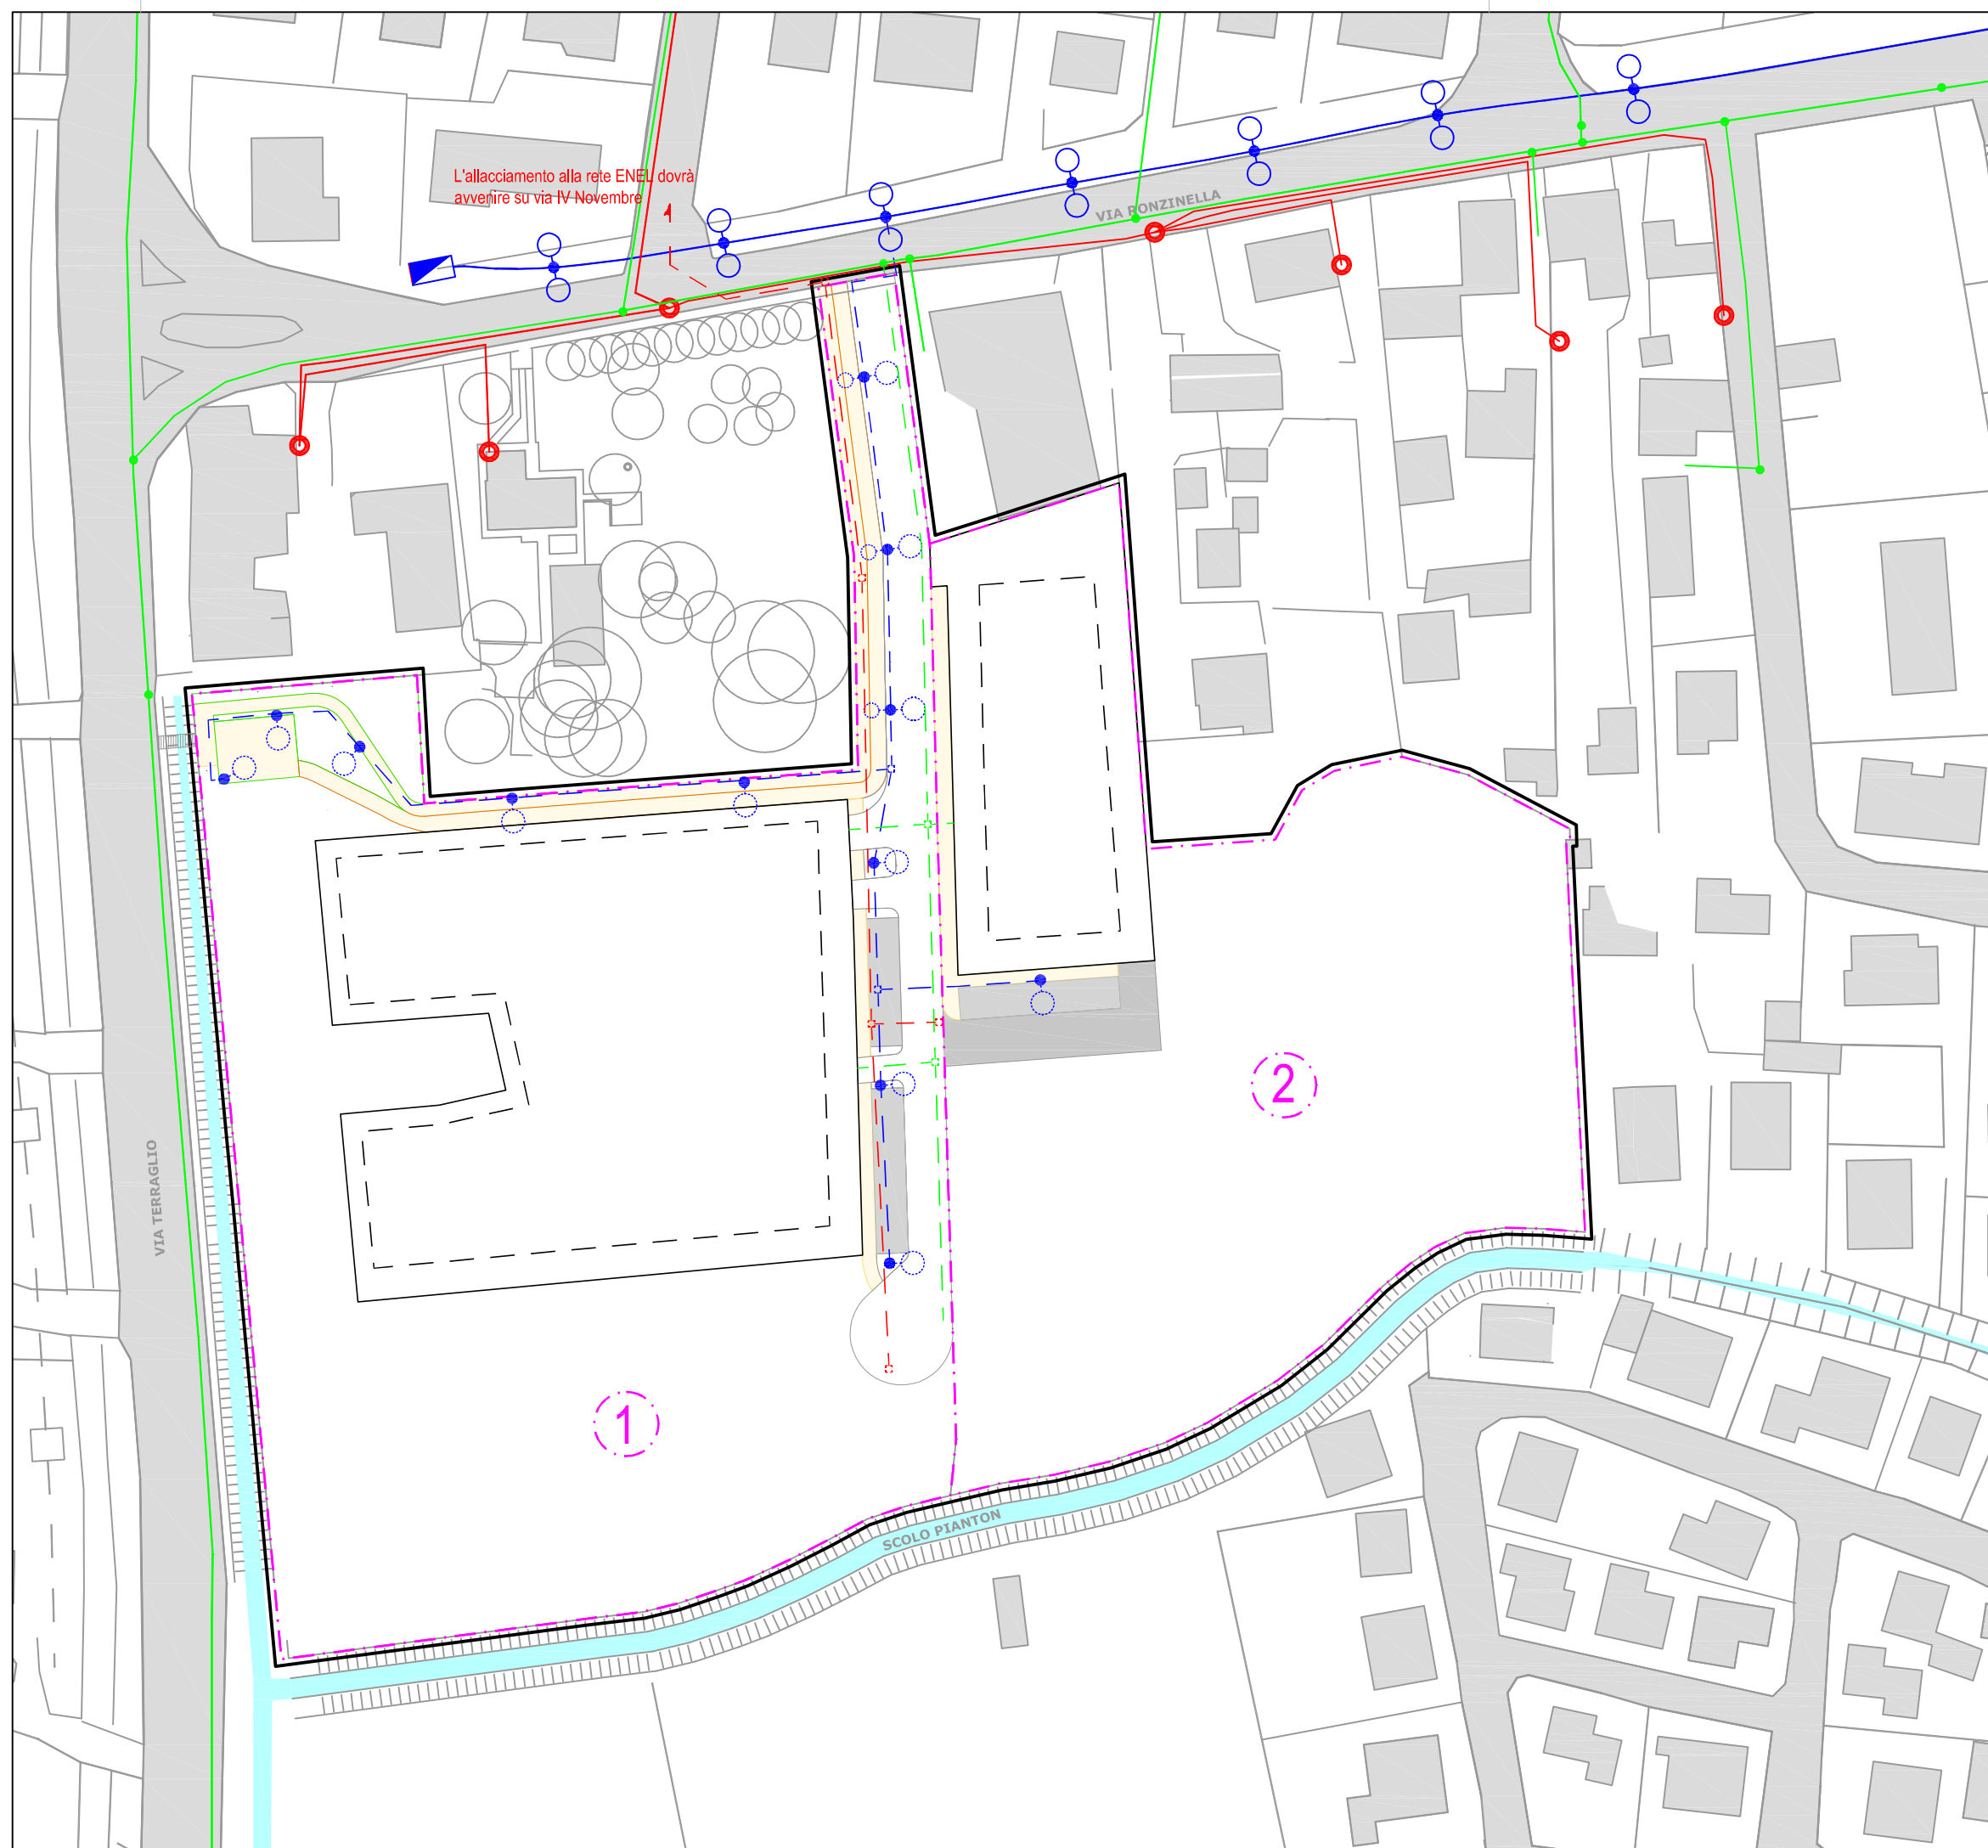 L'allacciamento alla rete ENEL dovrà
avvenire su via IV Novembre
VIA RONZINELLA
VIA TERRAGLIO
2
1
SCOLO PIANTON